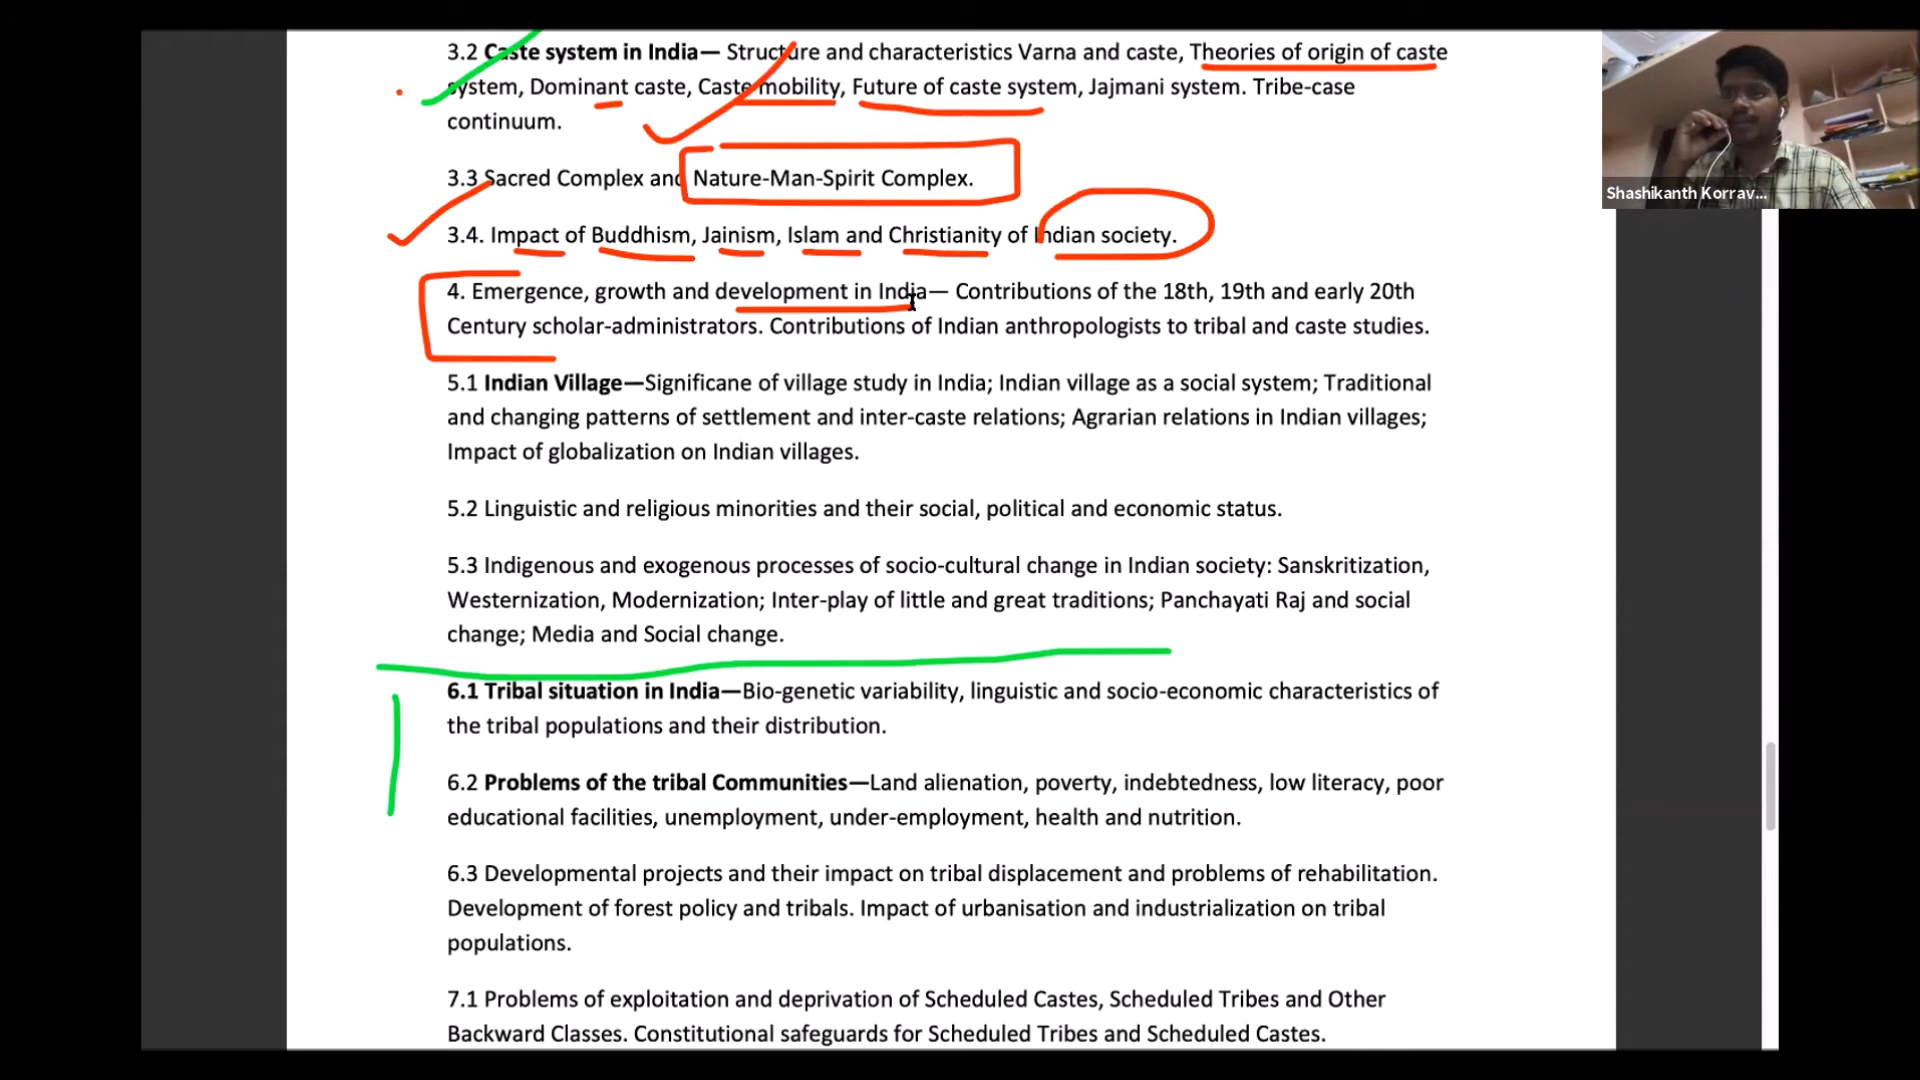 3.2 Caste system in India— Structure and characteristics Varna and caste, Theories of origin of caste
system, Dominant caste, Caste mobility, Future of caste system, Jajmani system. Tribe-case
continuum.
3.3 Sacred Complex and Nature-Man-Spirit Complex.
3.4. Impact of Buddhism, Jainism, Islam and Christianity of Indian society.
4. Emergence, growth and development in India— Contributions of the 18th, 19th and early 20th
Century scholar-administrators. Contributions of Indian anthropologists to tribal and caste studies.
5.1 Indian Village—Significane of village study in India; Indian village as a social system; Traditional
and changing patterns of settlement and inter-caste relations; Agrarian relations in Indian villages;
Impact of globalization on Indian villages.
5.2 Linguistic and religious minorities and their social, political and economic status.
5.3 Indigenous and exogenous processes of socio-cultural change in Indian society: Sanskritization,
Westernization, Modernization; Inter-play of little and great traditions; Panchayati Raj and social
change; Media and Social change.
6.1 Tribal situation in India—Bio-genetic variability, linguistic and socio-economic characteristics of
the tribal populations and their distribution.
6.2 Problems of the tribal Communities—Land alienation, poverty, indebtedness, low literacy, poor
educational facilities, unemployment, under-employment, health and nutrition.
6.3 Developmental projects and their impact on tribal displacement and problems of rehabilitation.
Development of forest policy and tribals. Impact of urbanisation and industrialization on tribal
populations.
7.1 Problems of exploitation and deprivation of Scheduled Castes, Scheduled Tribes and Other
Backward Classes. Constitutional safeguards for Scheduled Tribes and Scheduled Castes.
Shashikanth Korrav...